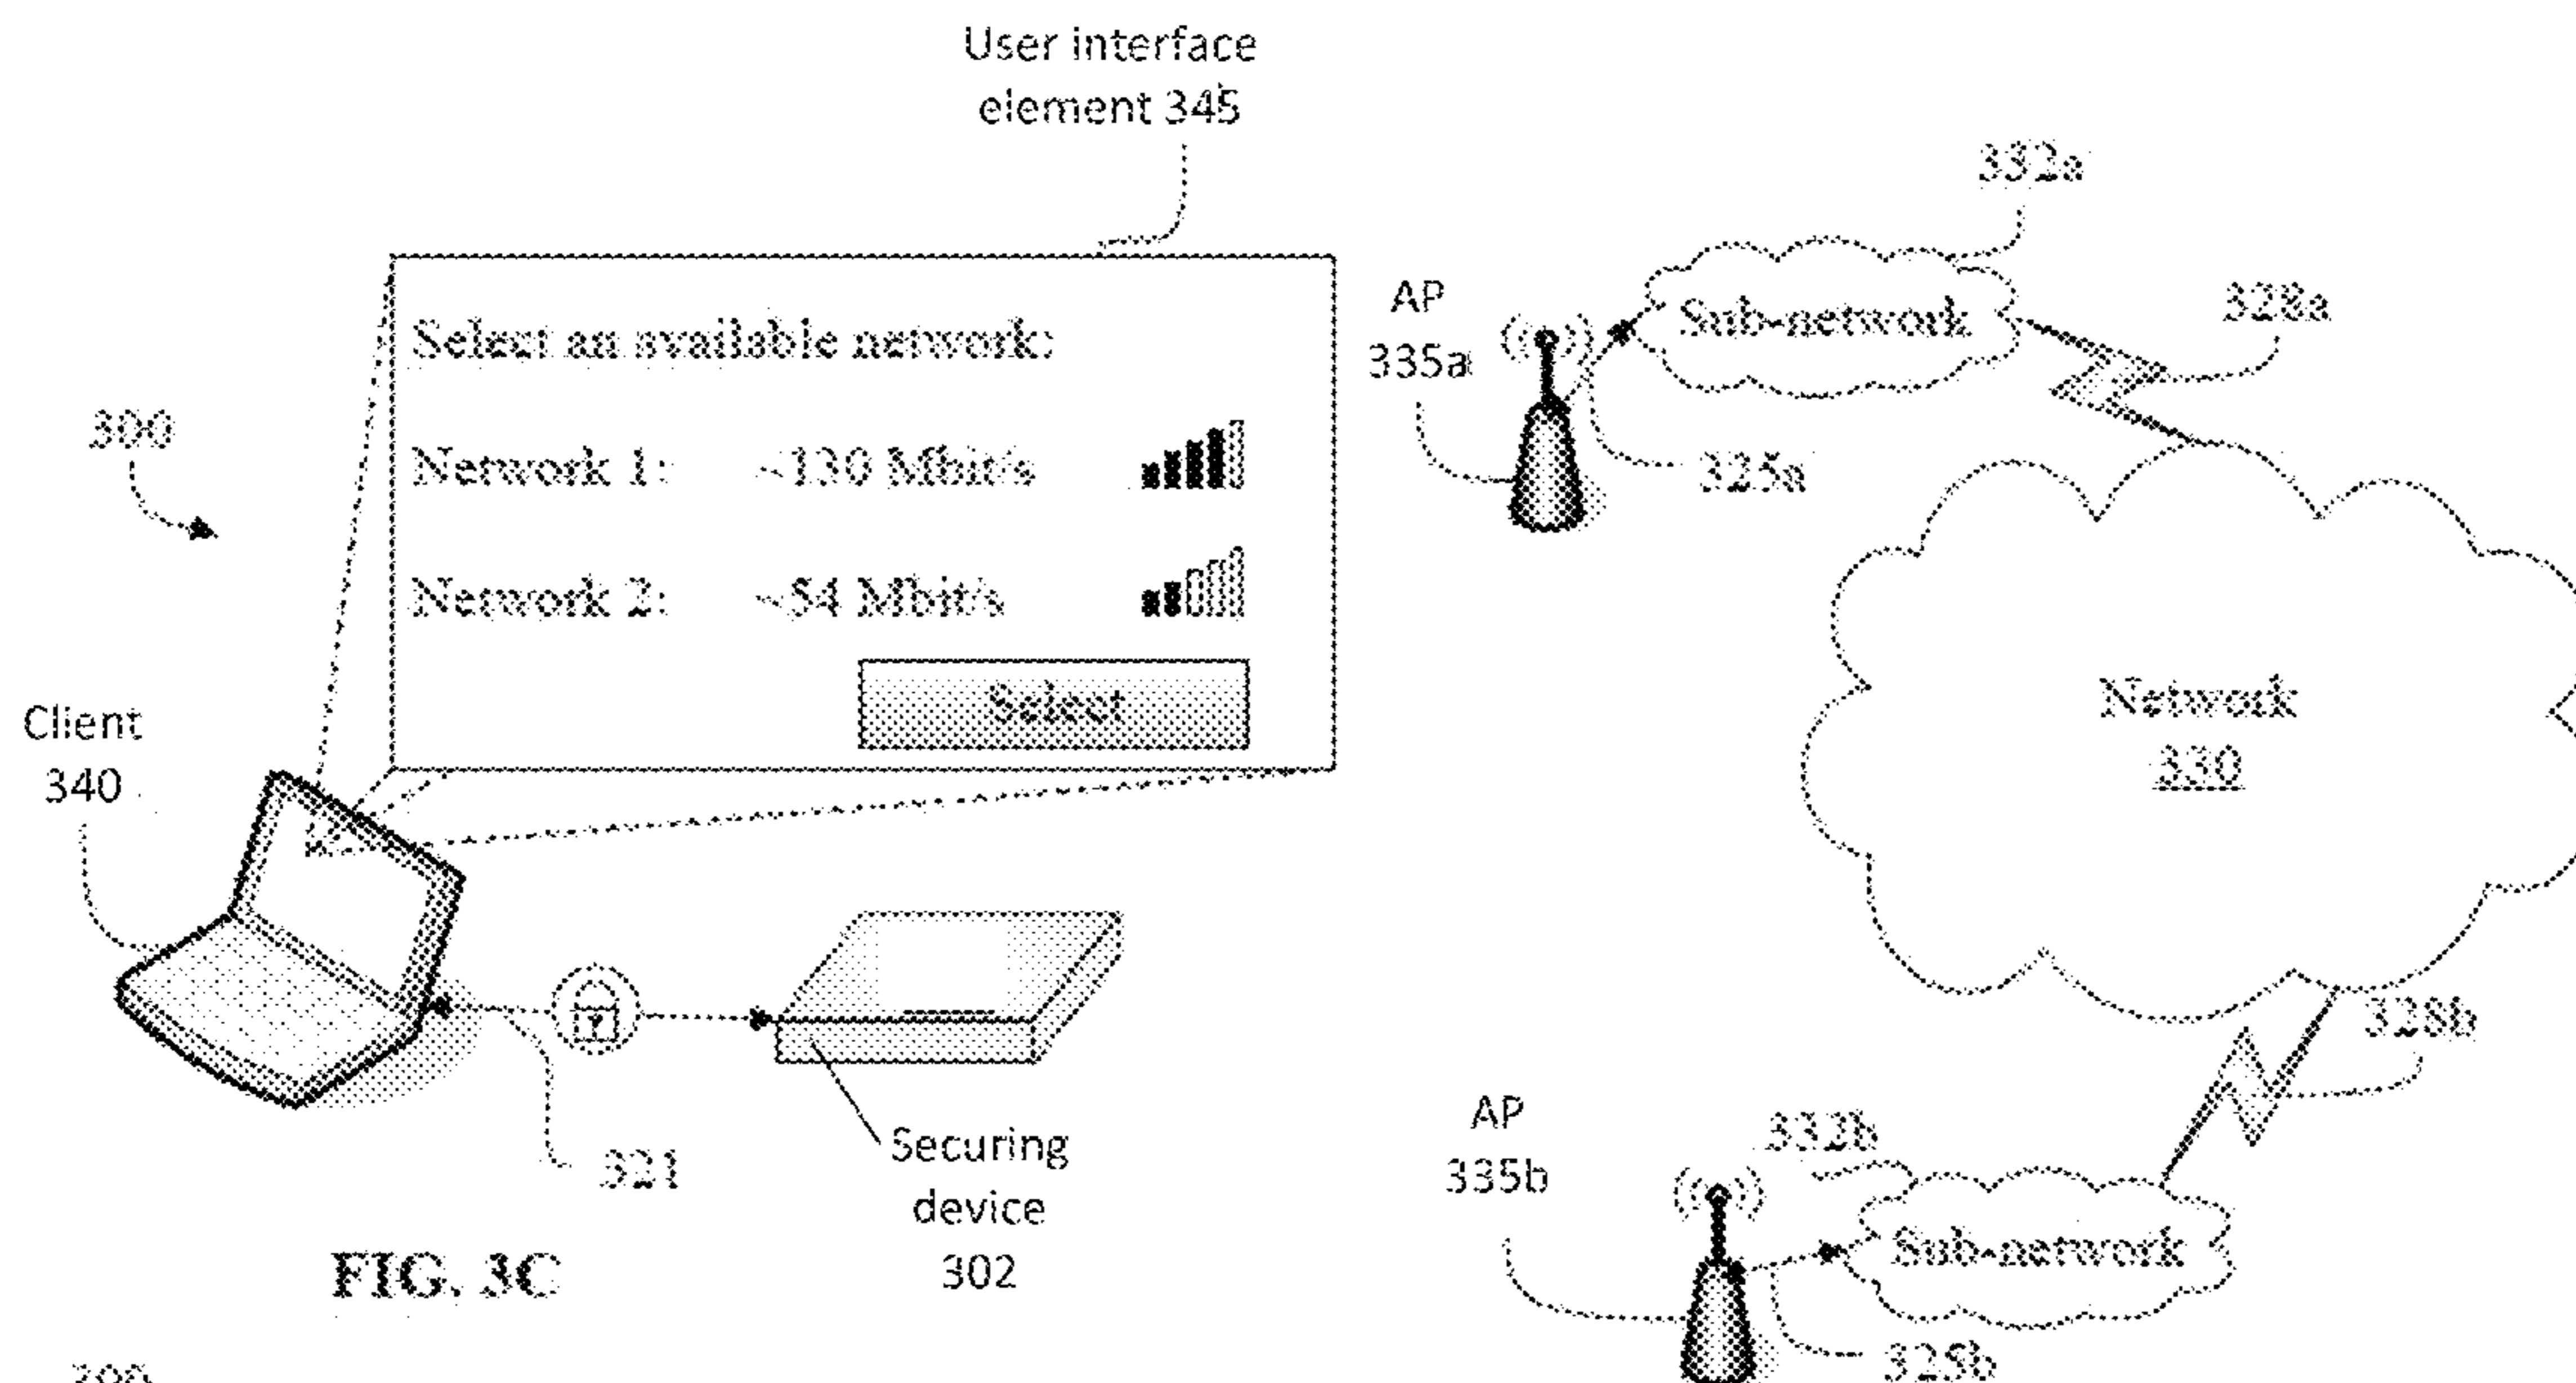 User interface
element 345
332a
AP
335a
Sub-network
328a
Select an available network:
300
Network 1: ~130 Mbit/s
325a
Network 2: ~54 Mbit/s
Select
Network
330
Client
340
328b
AP
335b
332b
Securing
device
302
321
Sub-network
FIG. 3C
325b